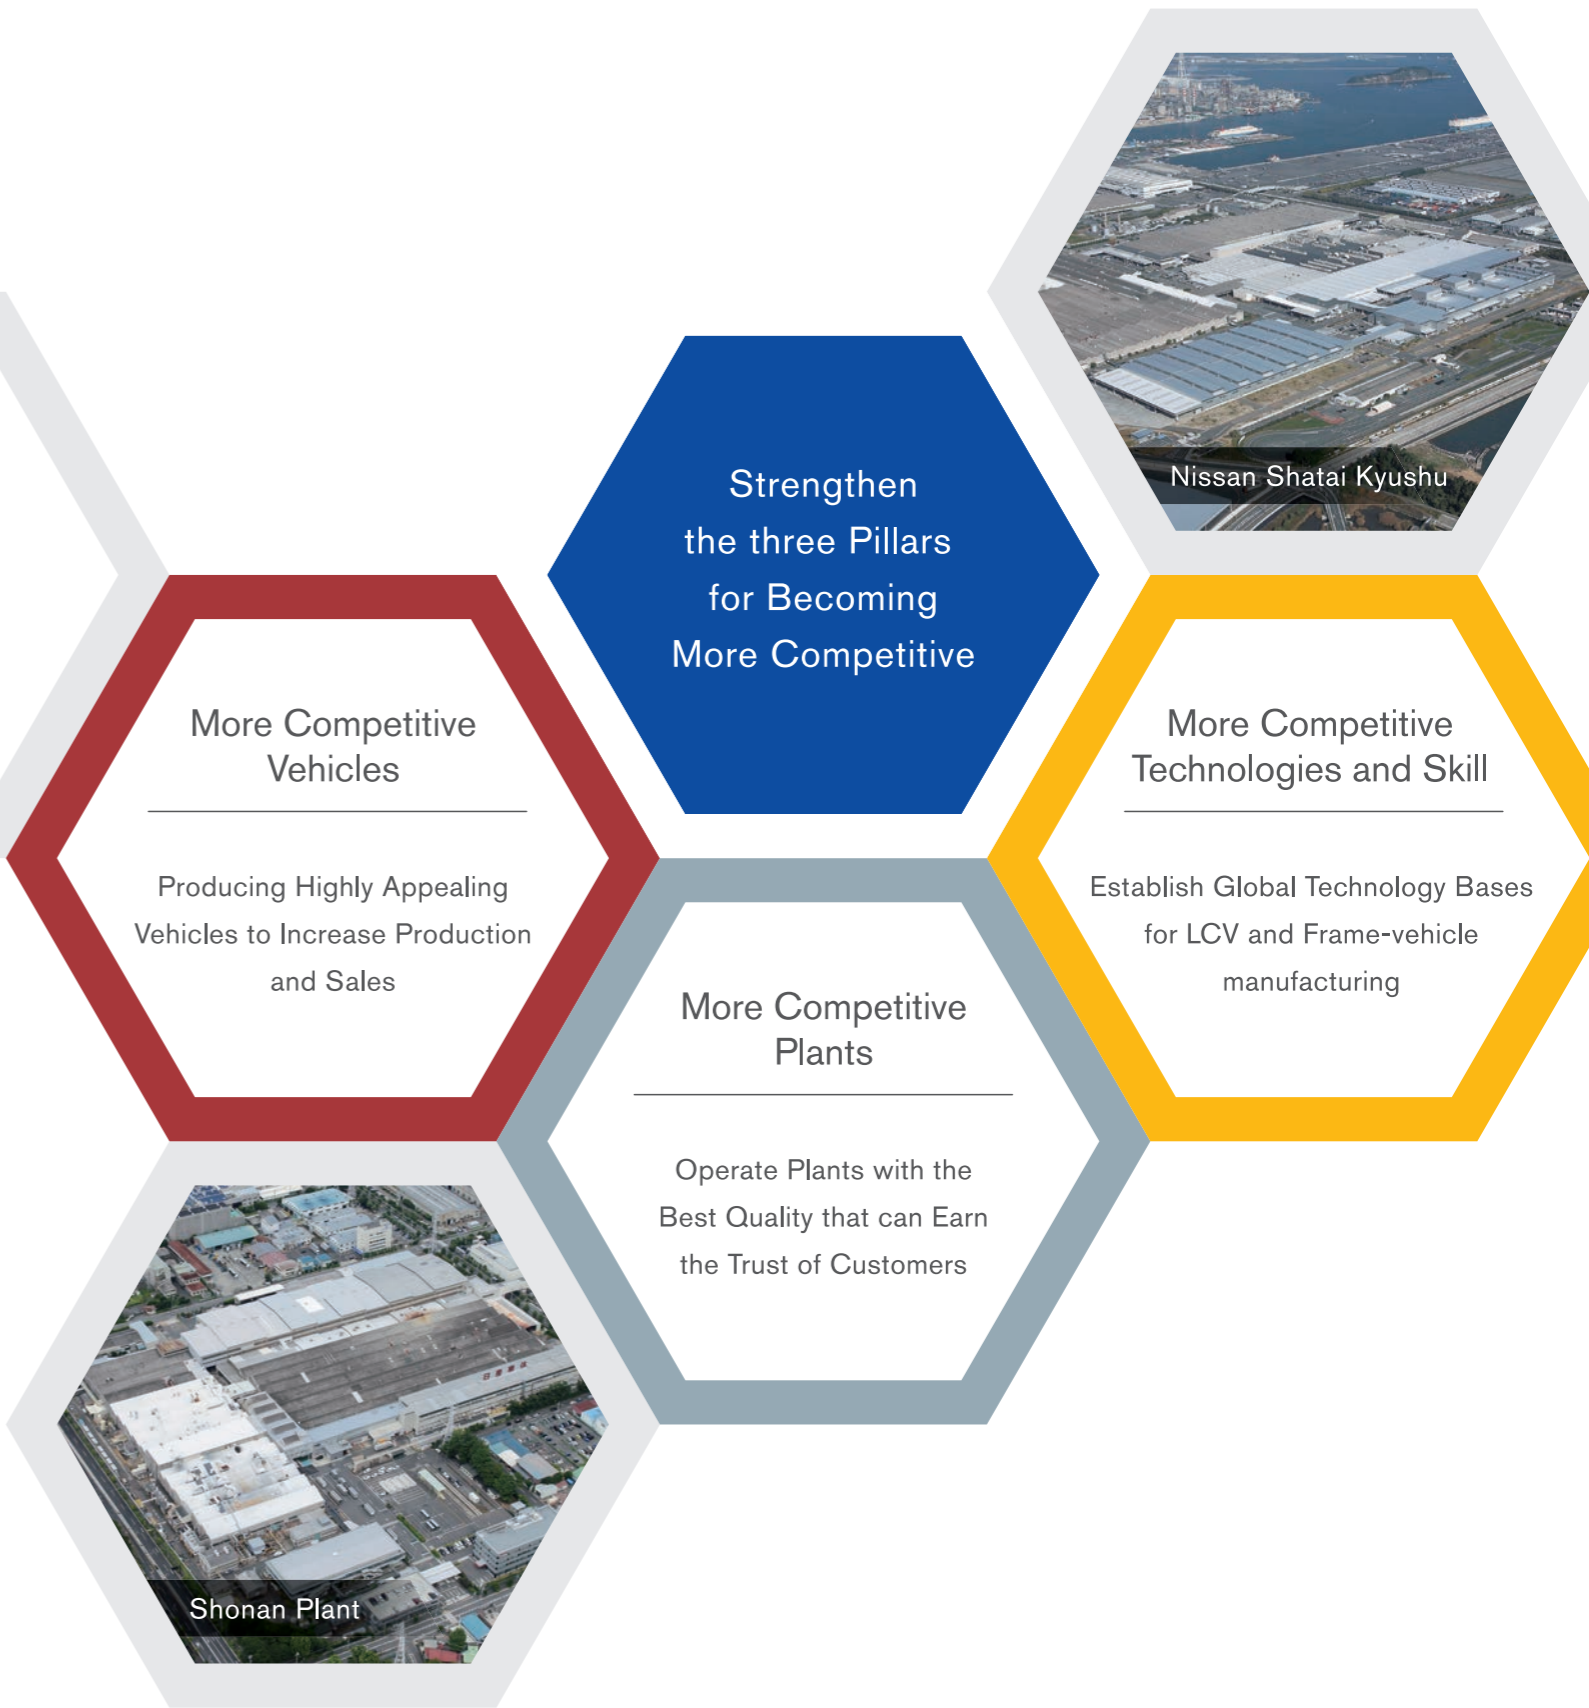 Nissan Shatai Kyushu
Strengthen
the three Pillars
for Becoming
More Competitive
More Competitive
Vehicles
Producing Highly Appealing
Vehicles to Increase Production
and Sales
More Competitive
Technologies and Skill
Establish Global Technology Bases
for LCV and Frame-vehicle
manufacturing
More Competitive
Plants
Operate Plants with the
Best Quality that can Earn
the Trust of Customers
Shonan Plant